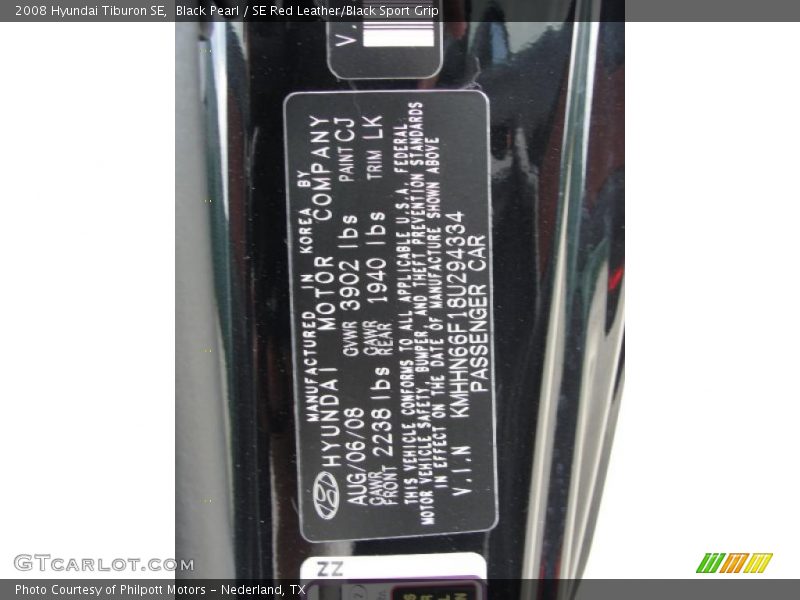 2008 Hyundai Tiburon SE, Black Pearl / SE Red Leather/Black Sport Grip
V.
MANUFACTURED IN KOREA BY
HYUNDAI MOTOR COMPANY
AUG/06/08 GVWR 3902 lbs PAINT CJ
GAWR FRONT 2238 lbs GAWR REAR 1940 lbs TRIM LK
THIS VEHICLE CONFORMS TO ALL APPLICABLE U.S.A. FEDERAL
MOTOR VEHICLE SAFETY, BUMPER, AND THEFT PREVENTION STANDARDS
IN EFFECT ON THE DATE OF MANUFACTURE SHOWN ABOVE
V.I.N KMHHN66F18U294334
PASSENGER CAR
ZZ
GTCarlot.com
Photo Courtesy of Philpott Motors - Nederland, TX